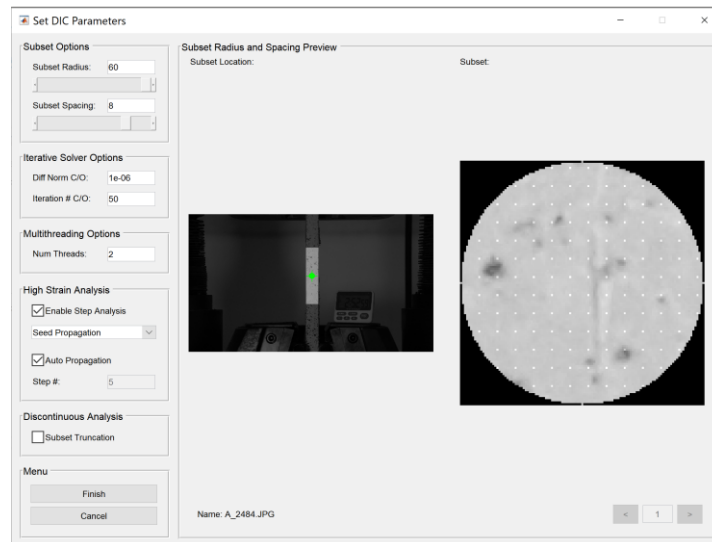 Set DIC Parameters
Subset Options
Subset Radius: 60
Subset Spacing: 8
Iterative Solver Options
Diff Norm C/O: 1e-06
Iteration # C/O: 50
Multithreading Options
Num Threads: 2
High Strain Analysis
Enable Step Analysis
Seed Propagation
Auto Propagation
Step #: 5
Discontinuous Analysis
Subset Truncation
Menu
Finish
Cancel
Subset Radius and Spacing Preview
Subset Location: Subset:
Name: A_2484.JPG < 1 >